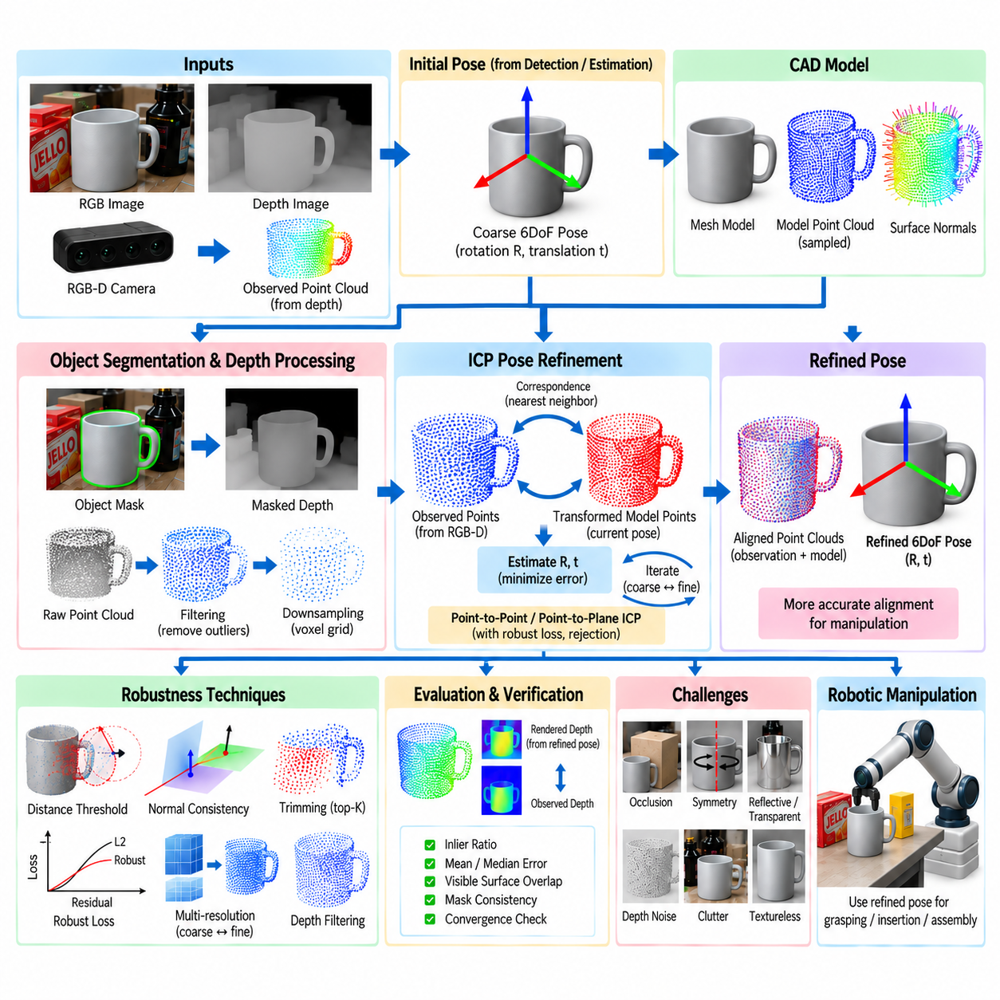 Inputs
JELLO
RGB Image
Depth Image
RGB-D Camera
Observed Point Cloud
(from depth)
Initial Pose (from Detection / Estimation)
Coarse 6DoF Pose
(rotation R, translation t)
CAD Model
Mesh Model
Model Point Cloud
(sampled)
Surface Normals
Object Segmentation & Depth Processing
JELLO
Object Mask
Masked Depth
Raw Point Cloud
Filtering
(remove outliers)
Downsampling
(voxel grid)
ICP Pose Refinement
Correspondence
(nearest neighbor)
Observed Points
(from RGB-D)
Transformed Model Points
(current pose)
Estimate R, t
(minimize error)
Iterate
(coarse ↔ fine)
Point-to-Point / Point-to-Plane ICP
(with robust loss, rejection)
Refined Pose
Aligned Point Clouds
(observation + model)
Refined 6DoF Pose
(R, t)
More accurate alignment
for manipulation
Robustness Techniques
Distance Threshold
Normal Consistency
Trimming (top-K)
Loss
L2
Robust
Residual
Robust Loss
Multi-resolution
(coarse ↔ fine)
Depth Filtering
Evaluation & Verification
Rendered Depth
(from refined pose)
Observed Depth
Inlier Ratio
Mean / Median Error
Visible Surface Overlap
Mask Consistency
Convergence Check
Challenges
Occlusion
Symmetry
Reflective /
Transparent
Depth Noise
Clutter
Textureless
Robotic Manipulation
JELLO
Use refined pose for
grasping / insertion / assembly